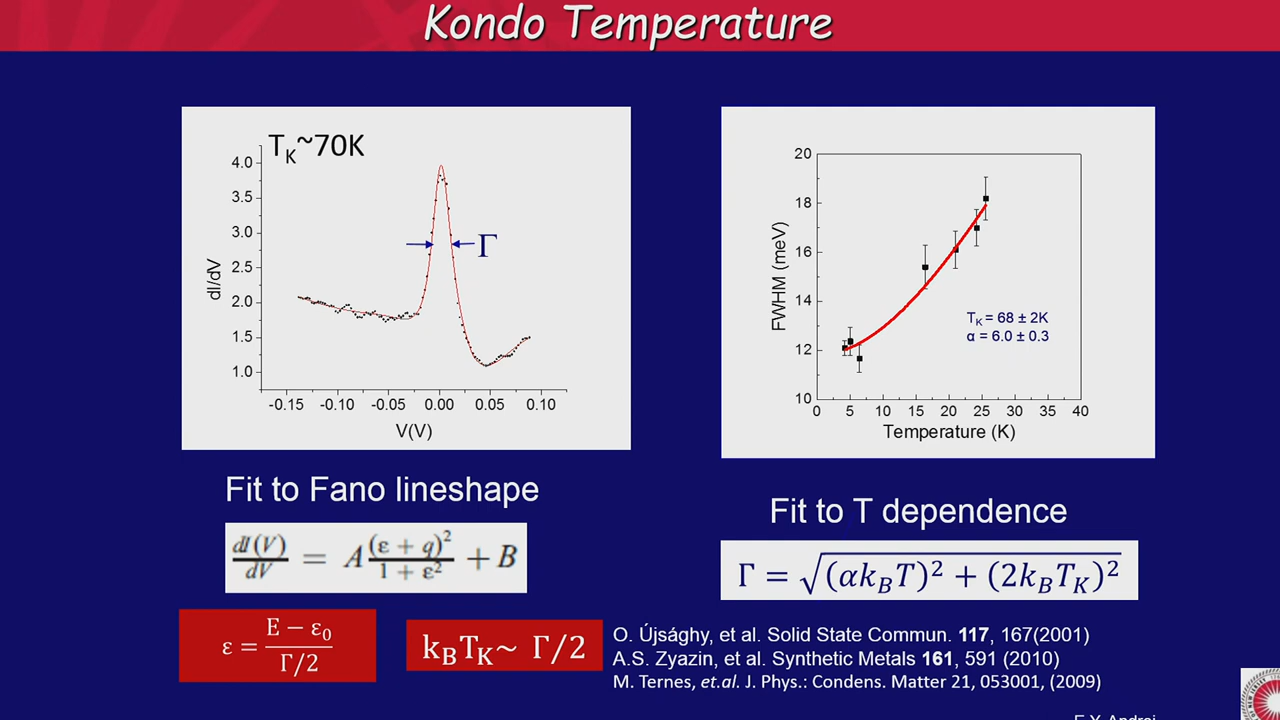 Kondo Temperature
T_K~70K
4.0
3.5
3.0
2.5
2.0
1.5
1.0
dI/dV
Γ
-0.15 -0.10 -0.05 0.00 0.05 0.10
V(V)
20
18
16
14
12
10
FWHM (meV)
T_K = 68 ± 2K
α = 6.0 ± 0.3
0 5 10 15 20 25 30 35 40
Temperature (K)
Fit to Fano lineshape
dI(V)/dV = A (ε + q)²/(1 + ε²) + B
ε = (E − ε₀)/(Γ/2)
k_BT_K~ Γ/2
Fit to T dependence
Γ = √((αk_BT)² + (2k_BT_K)²)
O. Újsághy, et al. Solid State Commun. 117, 167(2001)
A.S. Zyazin, et al. Synthetic Metals 161, 591 (2010)
M. Ternes, et.al. J. Phys.: Condens. Matter 21, 053001, (2009)
E.Y. Andrei